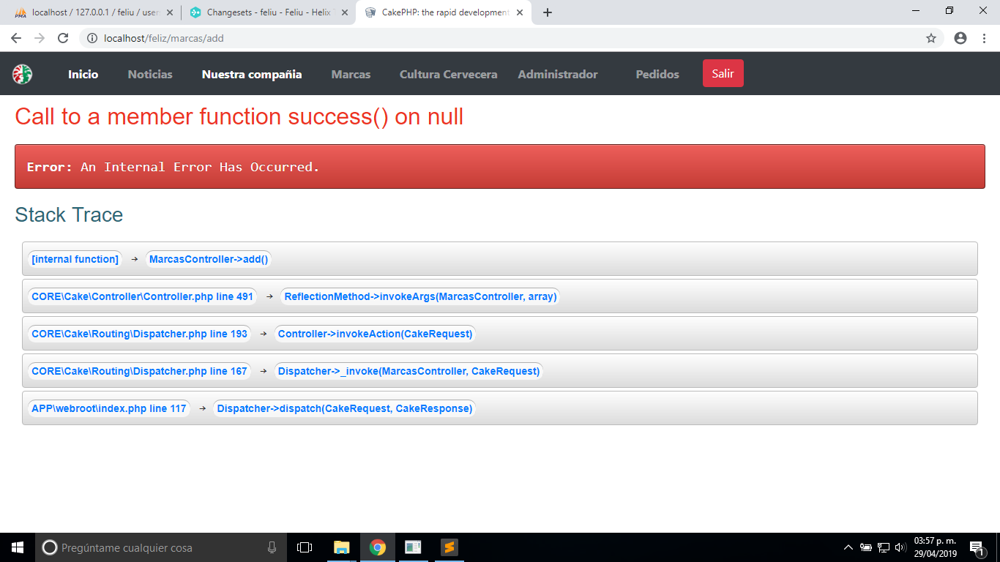 localhost / 127.0.0.1 / feliu / user
Changesets - feliu - Feliu - Helix
CakePHP: the rapid development
localhost/feliz/marcas/add
Inicio Noticias Nuestra compañia Marcas Cultura Cervecera Administrador Pedidos Salir
Call to a member function success() on null
Error: An Internal Error Has Occurred.
Stack Trace
[internal function] → MarcasController->add()
CORE\Cake\Controller\Controller.php line 491 → ReflectionMethod->invokeArgs(MarcasController, array)
CORE\Cake\Routing\Dispatcher.php line 193 → Controller->invokeAction(CakeRequest)
CORE\Cake\Routing\Dispatcher.php line 167 → Dispatcher->_invoke(MarcasController, CakeRequest)
APP\webroot\index.php line 117 → Dispatcher->dispatch(CakeRequest, CakeResponse)
Pregúntame cualquier cosa
03:57 p. m.
29/04/2019
1